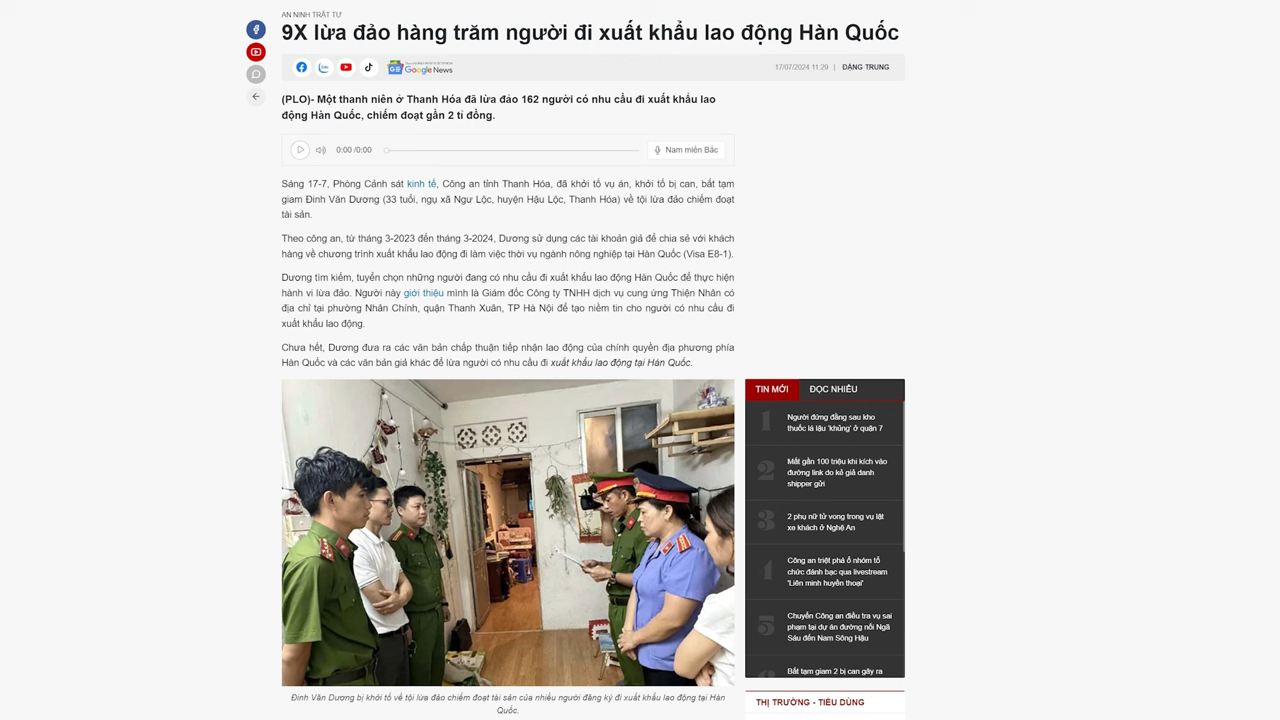 AN NINH TRẬT TỰ
9X lừa đảo hàng trăm người đi xuất khẩu lao động Hàn Quốc
Google News
17/07/2024 11:29 | ĐẶNG TRUNG
(PLO)- Một thanh niên ở Thanh Hóa đã lừa đảo 162 người có nhu cầu đi xuất khẩu lao
động Hàn Quốc, chiếm đoạt gần 2 tỉ đồng.
0:00 /0:00
Nam miền Bắc
Sáng 17-7, Phòng Cảnh sát kinh tế, Công an tỉnh Thanh Hóa, đã khởi tố vụ án, khởi tố bị can, bắt tạm
giam Đinh Văn Dương (33 tuổi, ngụ xã Ngư Lộc, huyện Hậu Lộc, Thanh Hóa) về tội lừa đảo chiếm đoạt
tài sản.
Theo công an, từ tháng 3-2023 đến tháng 3-2024, Dương sử dụng các tài khoản giả để chia sẻ với khách
hàng về chương trình xuất khẩu lao động đi làm việc thời vụ ngành nông nghiệp tại Hàn Quốc (Visa E8-1).
Dương tìm kiếm, tuyển chọn những người đang có nhu cầu đi xuất khẩu lao động Hàn Quốc để thực hiện
hành vi lừa đảo. Người này giới thiệu mình là Giám đốc Công ty TNHH dịch vụ cung ứng Thiện Nhân có
địa chỉ tại phường Nhân Chính, quận Thanh Xuân, TP Hà Nội để tạo niềm tin cho người có nhu cầu đi
xuất khẩu lao động.
Chưa hết, Dương đưa ra các văn bản chấp thuận tiếp nhận lao động của chính quyền địa phương phía
Hàn Quốc và các văn bản giả khác để lừa người có nhu cầu đi xuất khẩu lao động tại Hàn Quốc.
Đinh Văn Dương bị khởi tố về tội lừa đảo chiếm đoạt tài sản của nhiều người đăng ký đi xuất khẩu lao động tại Hàn
Quốc.
TIN MỚI
ĐỌC NHIỀU
1
Người đứng đằng sau kho
thuốc lá lậu 'khủng' ở quận 7
2
Mất gần 100 triệu khi kích vào
đường link do kẻ giả danh
shipper gửi
3
2 phụ nữ tử vong trong vụ lật
xe khách ở Nghệ An
4
Công an triệt phá ổ nhóm tổ
chức đánh bạc qua livestream
'Liên minh huyền thoại'
5
Chuyển Công an điều tra vụ sai
phạm tại dự án đường nối Ngã
Sáu đến Nam Sông Hậu
Bắt tạm giam 2 bị can gây ra
THỊ TRƯỜNG - TIÊU DÙNG